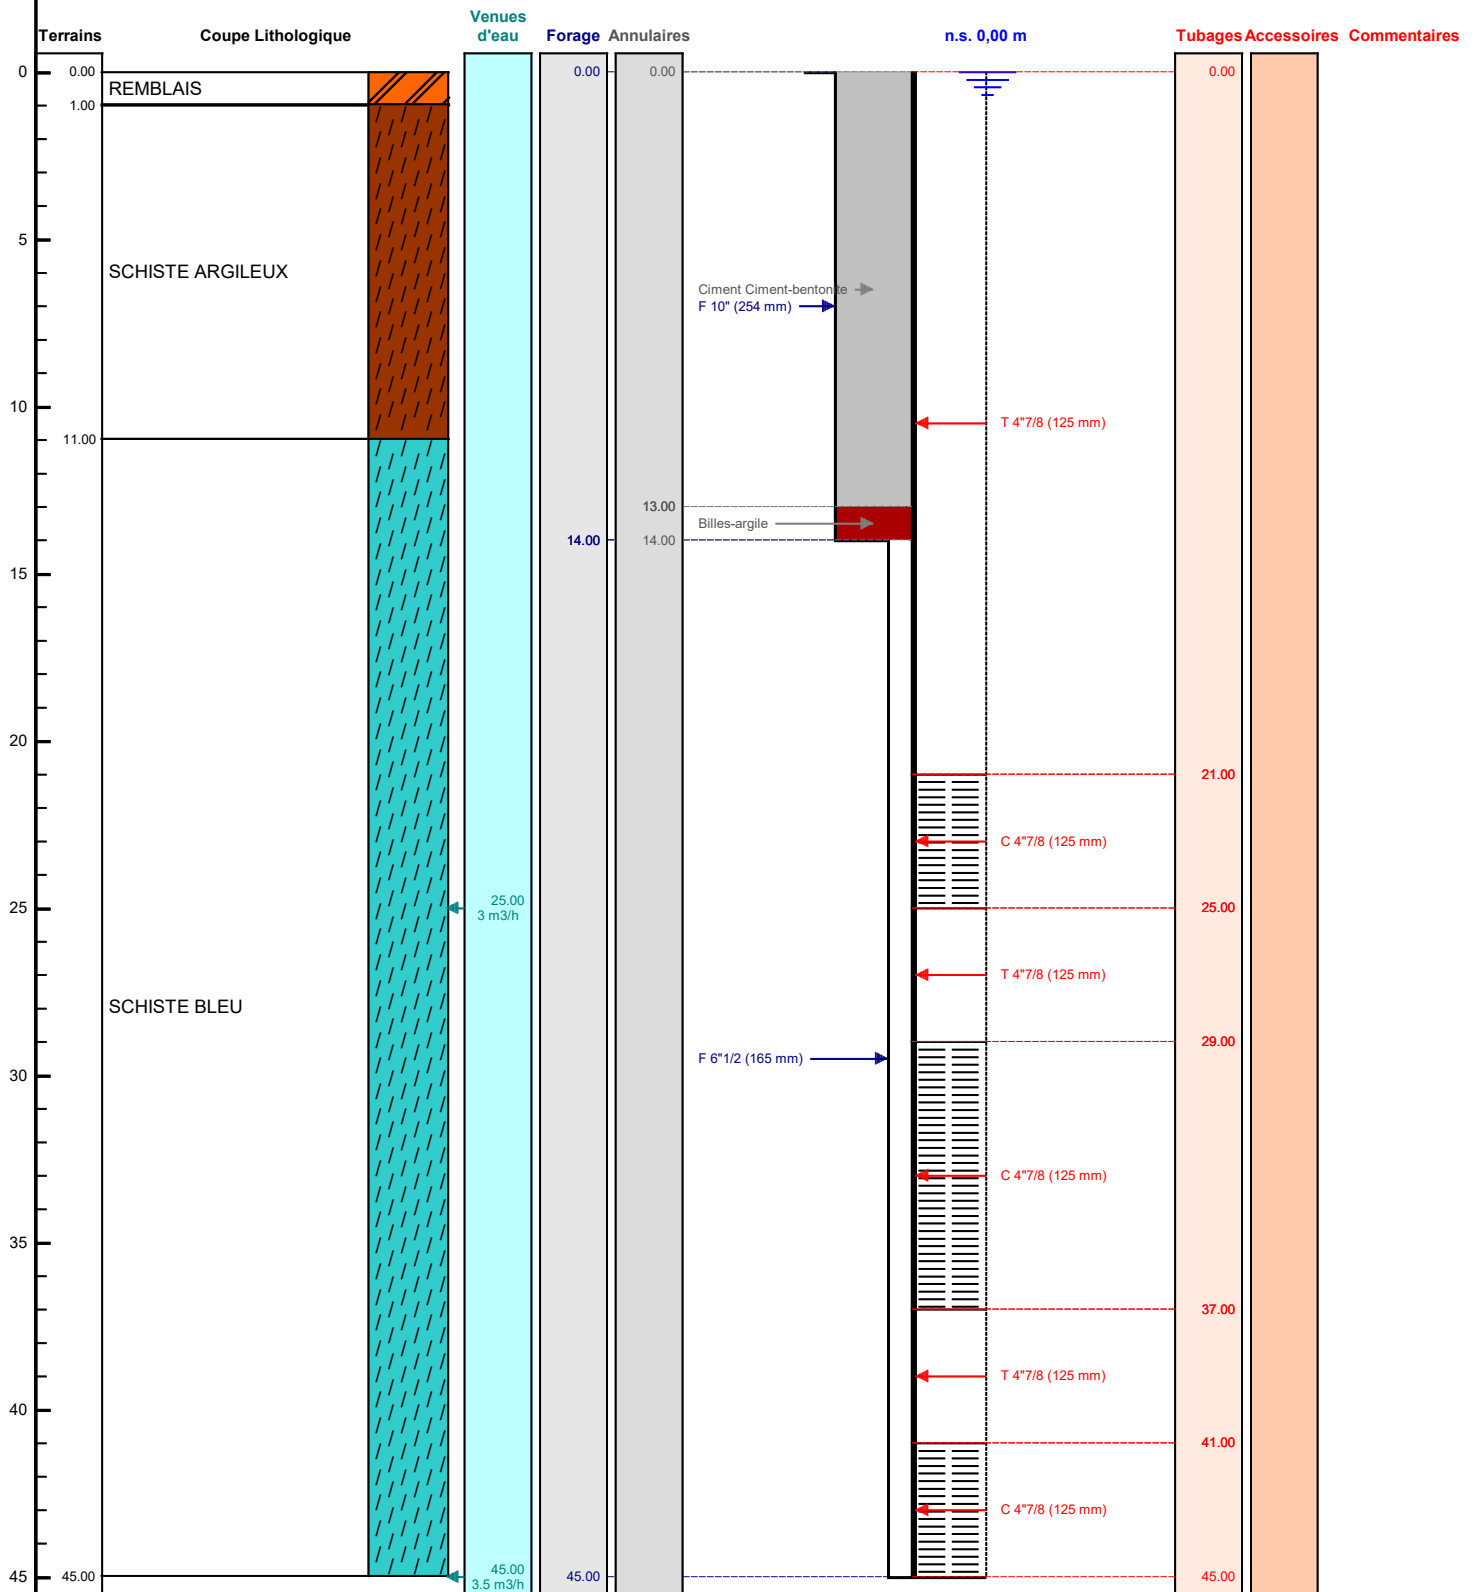 Terrains Coupe Lithologique Venues d'eau Forage Annulaires n.s. 0,00 m Tubages Accessoires Commentaires
0 0.00 0.00 0.00 0.00
REMBLAIS
1.00
5
SCHISTE ARGILEUX
Ciment Ciment-bentonite
F 10" (254 mm)
10
T 4"7/8 (125 mm)
11.00
13.00
Billes-argile
14.00 14.00
15
20
21.00
C 4"7/8 (125 mm)
25 25.00 25.00
3 m3/h
T 4"7/8 (125 mm)
SCHISTE BLEU
29.00
F 6"1/2 (165 mm)
30
C 4"7/8 (125 mm)
35
37.00
T 4"7/8 (125 mm)
40
41.00
C 4"7/8 (125 mm)
45 45.00 45.00 45.00 45.00
3.5 m3/h